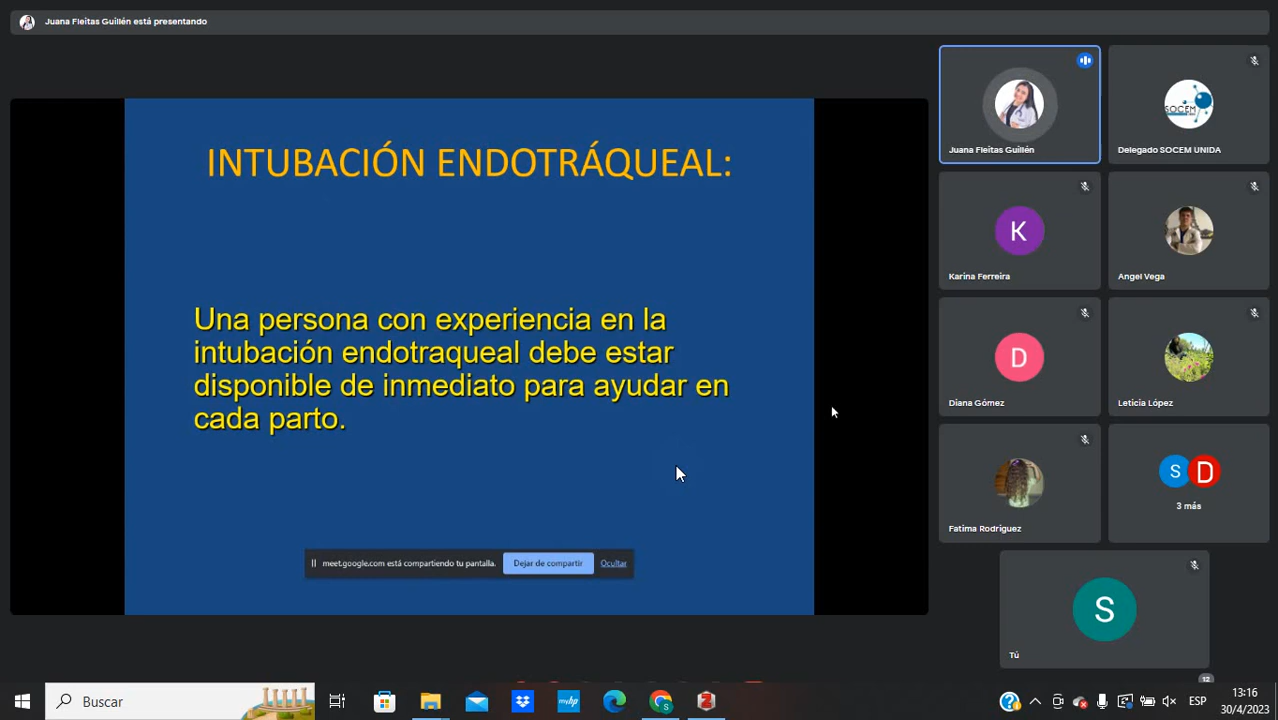 Juana Fleitas Guillén está presentando
INTUBACIÓN ENDOTRÁQUEAL:
Una persona con experiencia en la
intubación endotraqueal debe estar
disponible de inmediato para ayudar en
cada parto.
meet.google.com está compartiendo tu pantalla.
Dejar de compartir
Ocultar
Juana Fleitas Guillén
SOCEM
Delegado SOCEM UNIDA
K
Karina Ferreira
Angel Vega
D
Diana Gómez
Leticia López
Fatima Rodriguez
S
D
3 más
S
Tú
12
Buscar
ESP
13:16
30/4/2023